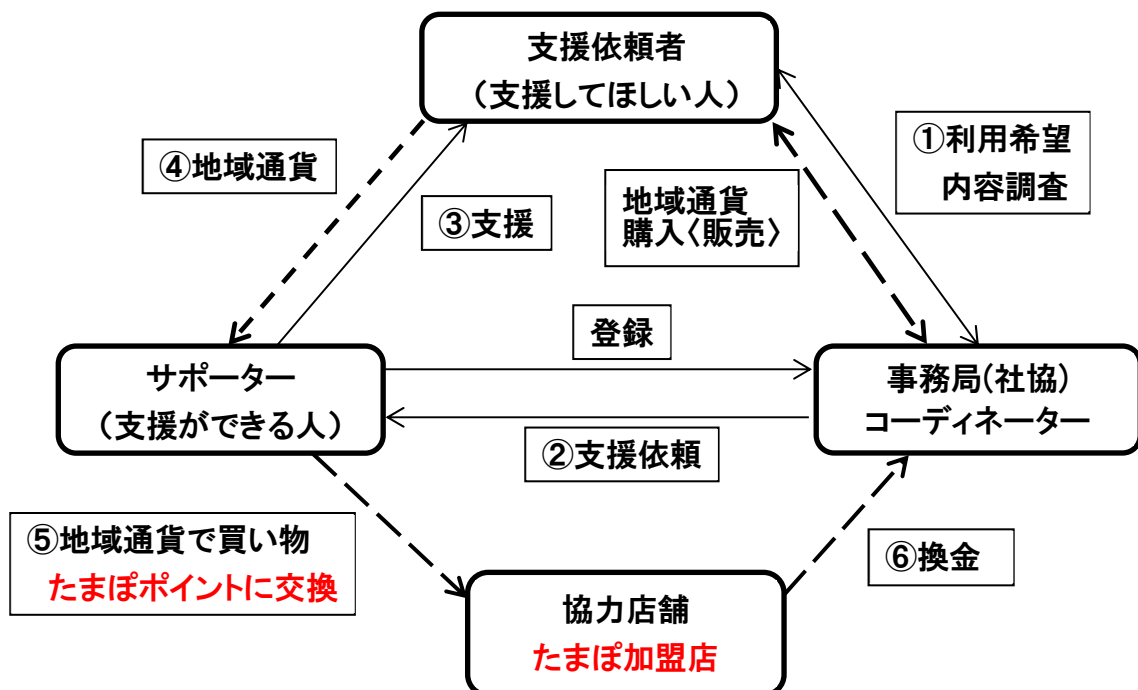 支援依頼者
（支援してほしい人）
①利用希望
内容調査
④地域通貨
③支援
地域通貨
購入〈販売〉
登録
サポーター
（支援ができる人）
事務局(社協)
コーディネーター
②支援依頼
⑤地域通貨で買い物
たまぽポイントに交換
⑥換金
協力店舗
たまぽ加盟店